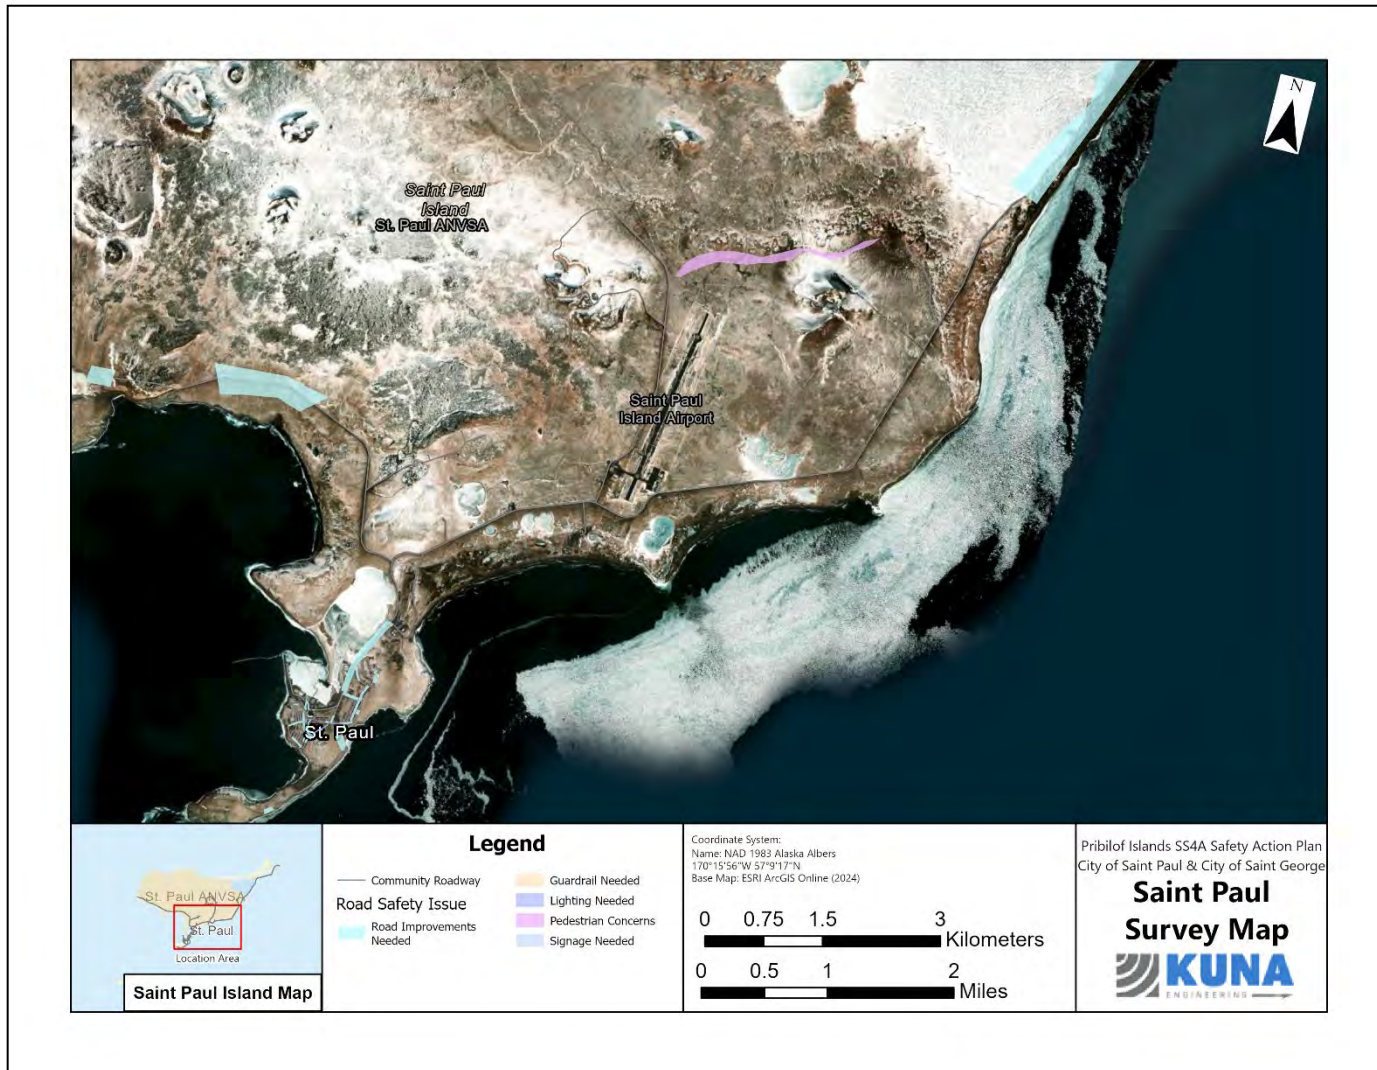 N
Saint Paul
Island
St. Paul ANVSA
Saint Paul
Island Airport
St. Paul
St. Paul ANVSA
St. Paul
Location Area
Saint Paul Island Map
Legend
Community Roadway
Road Safety Issue
Road Improvements
Needed
Guardrail Needed
Lighting Needed
Pedestrian Concerns
Signage Needed
Coordinate System:
Name: NAD 1983 Alaska Albers
170°15'56"W 57°9'17"N
Base Map: ESRI ArcGIS Online (2024)
0 0.75 1.5 3
Kilometers
0 0.5 1 2
Miles
Pribilof Islands SS4A Safety Action Plan
City of Saint Paul & City of Saint George
Saint Paul
Survey Map
KUNA
ENGINEERING